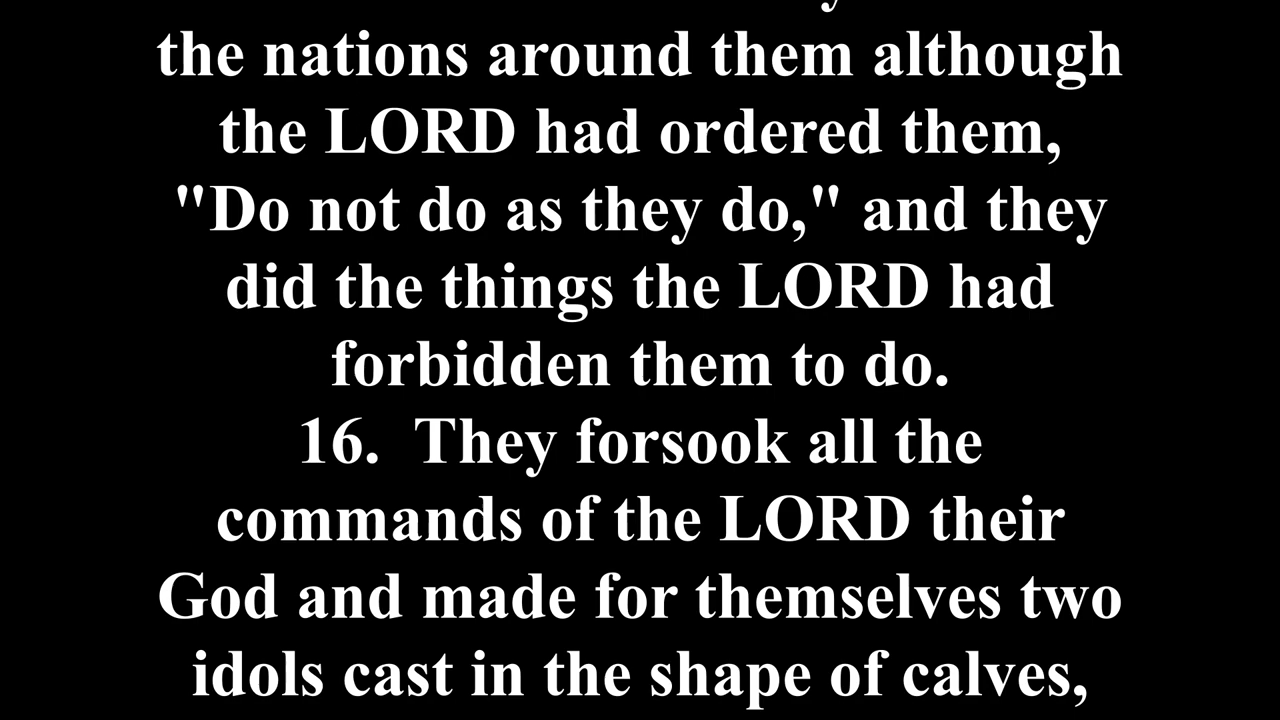 the nations around them although
the LORD had ordered them,
"Do not do as they do," and they
did the things the LORD had
forbidden them to do.
16.  They forsook all the
commands of the LORD their
God and made for themselves two
idols cast in the shape of calves,